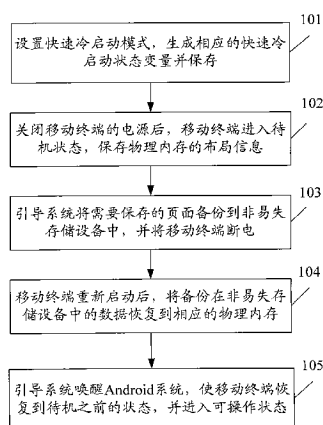 101
设置快速冷启动模式，生成相应的快速冷
启动状态变量并保存
102
关闭移动终端的电源后，移动终端进入待
机状态，保存物理内存的布局信息
103
引导系统将需要保存的页面备份到非易失
存储设备中，并将移动终端断电
104
移动终端重新启动后，将备份在非易失存
储设备中的数据恢复到相应的物理内存
105
引导系统唤醒Android系统，使移动终端恢
复到待机之前的状态，并进入可操作状态